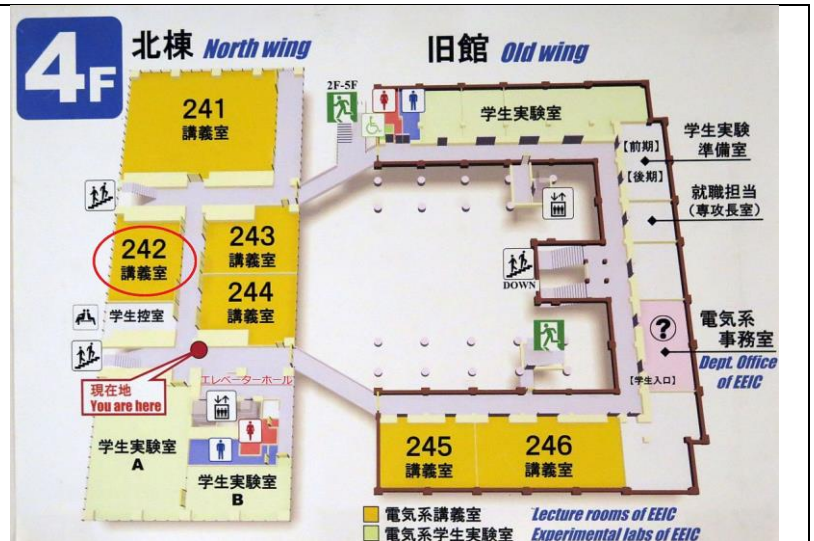 4F
北棟 North wing
旧館 Old wing
241
講義室
2F-5F
学生実験室
【前期】
【後期】
学生実験
準備室
就職担当
(専攻長室)
242
講義室
243
講義室
244
講義室
学生控室
DOWN
?
電気系
事務室
Dept. Office
of EEIC
【学生入口】
現在地
You are here
エレベーターホール
学生実験室
A
学生実験室
B
245
講義室
246
講義室
電気系講義室 Lecture rooms of EEIC
電気系学生実験室 Experimental labs of EEIC